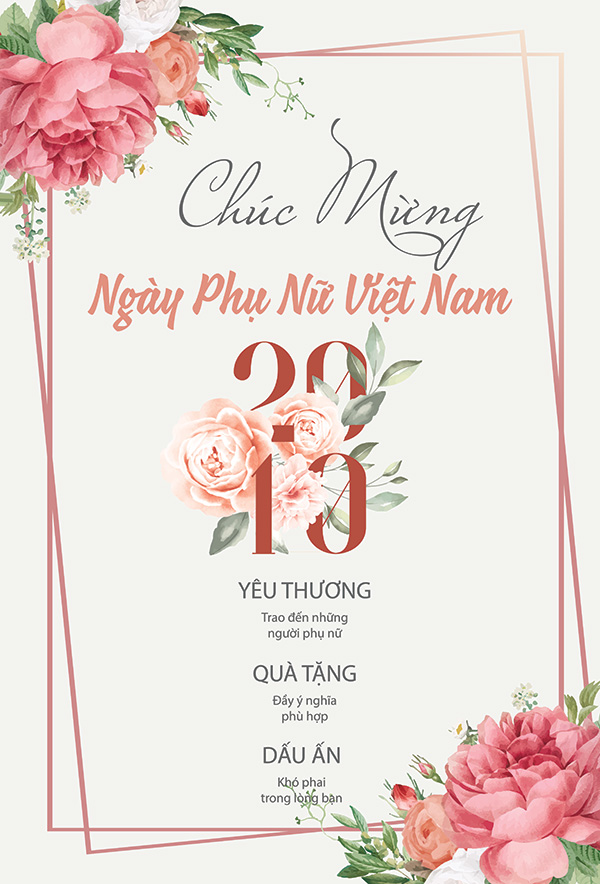 Chúc Mừng
Ngày Phụ Nữ Việt Nam
20
10
YÊU THƯƠNG
Trao đến những
người phụ nữ
QUÀ TẶNG
Đầy ý nghĩa
phù hợp
DẤU ẤN
Khó phai
trong lòng bạn